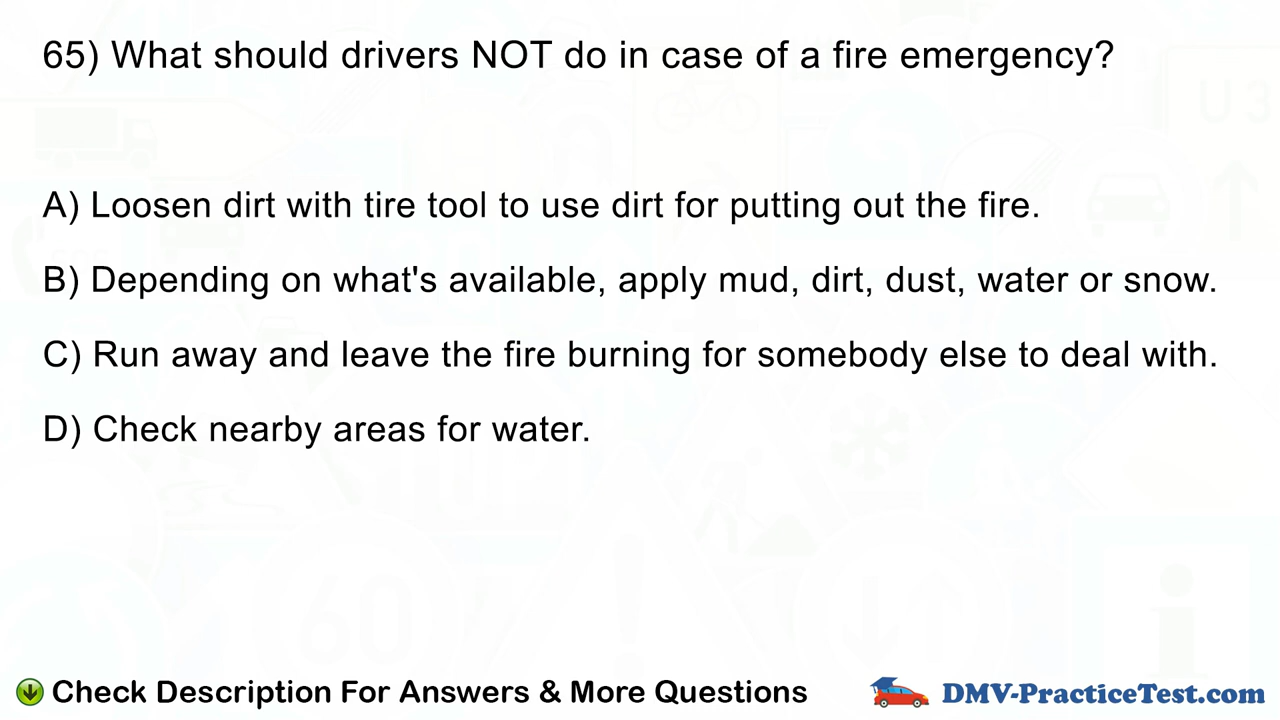 65) What should drivers NOT do in case of a fire emergency?
A) Loosen dirt with tire tool to use dirt for putting out the fire.
B) Depending on what's available, apply mud, dirt, dust, water or snow.
C) Run away and leave the fire burning for somebody else to deal with.
D) Check nearby areas for water.
Check Description For Answers & More Questions
DMV-PracticeTest.com
U 3
60